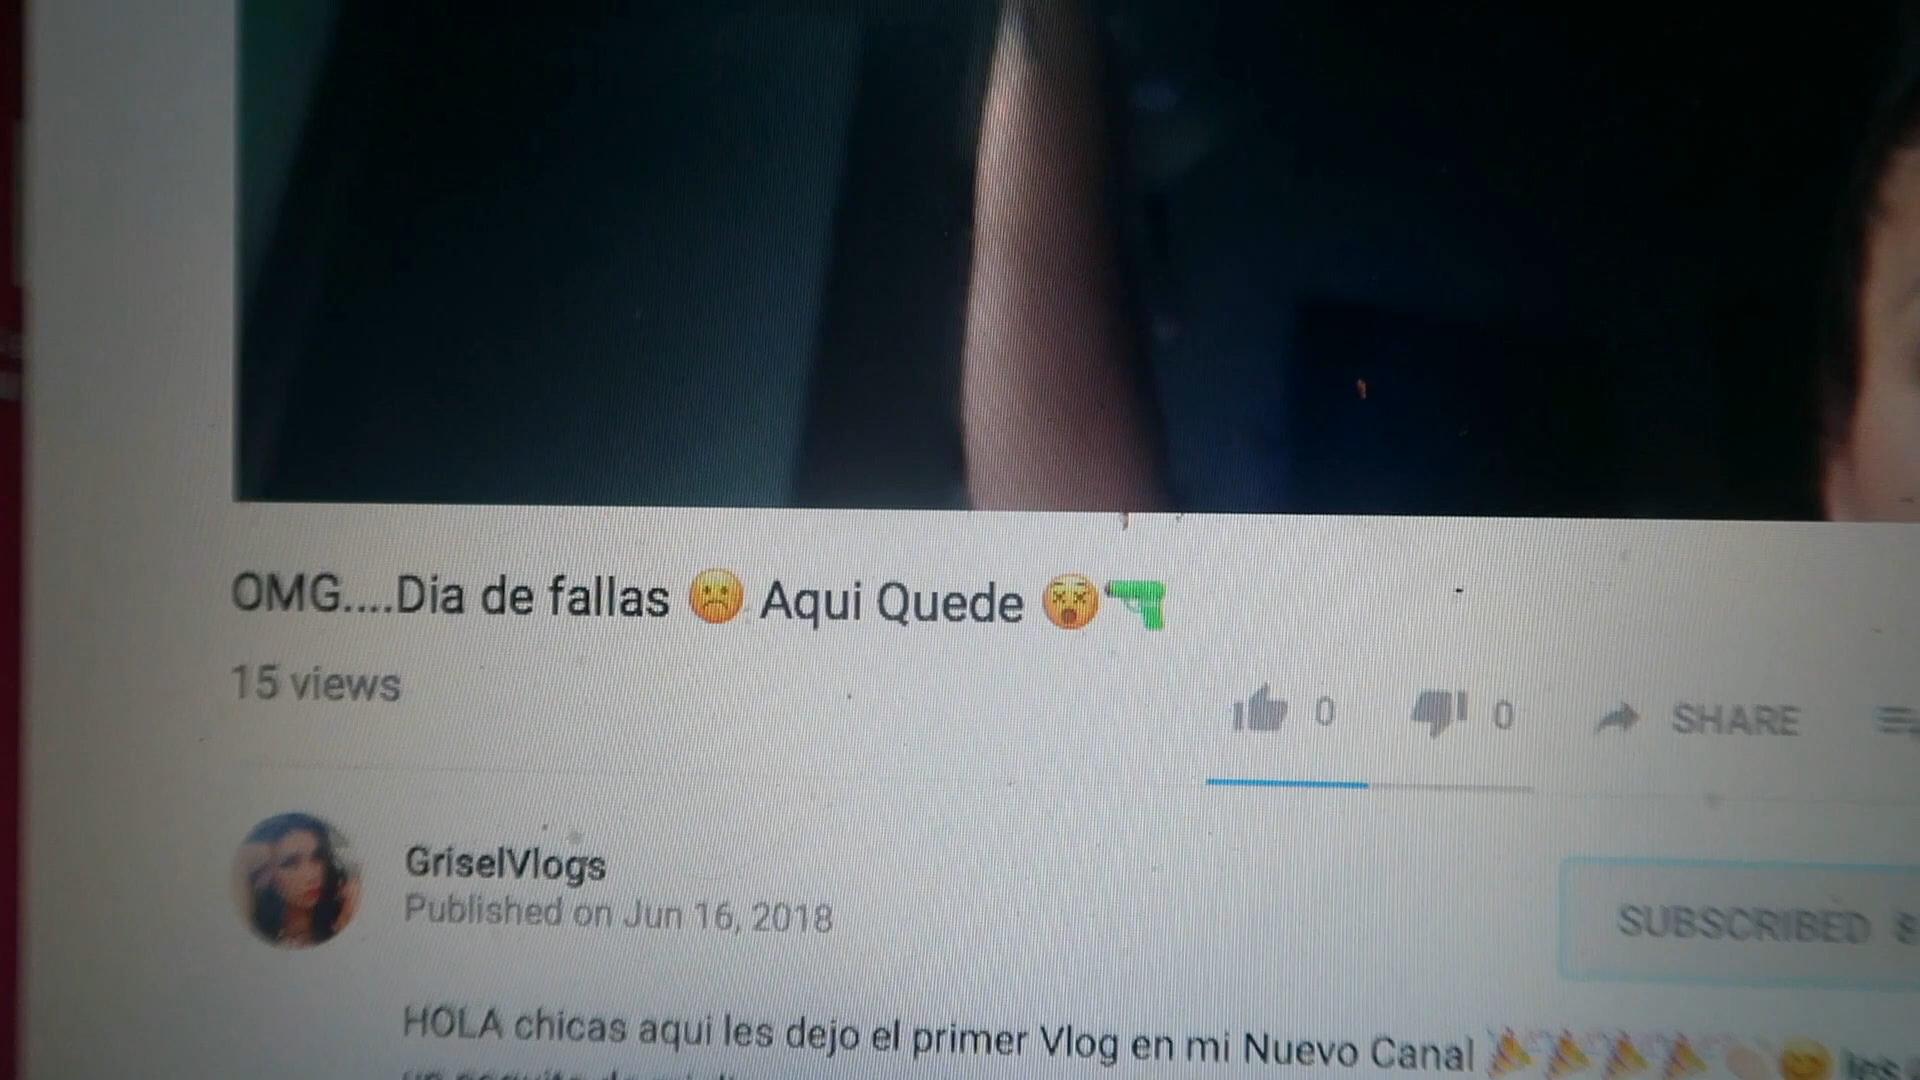 OMG....Dia de fallas ☹️ Aqui Quede 😵🔫
15 views
0 0 SHARE
GriselVlogs
Published on Jun 16, 2018
SUBSCRIBED
HOLA chicas aqui les dejo el primer Vlog en mi Nuevo Canal 🎉🎉🎉🎉👏😊